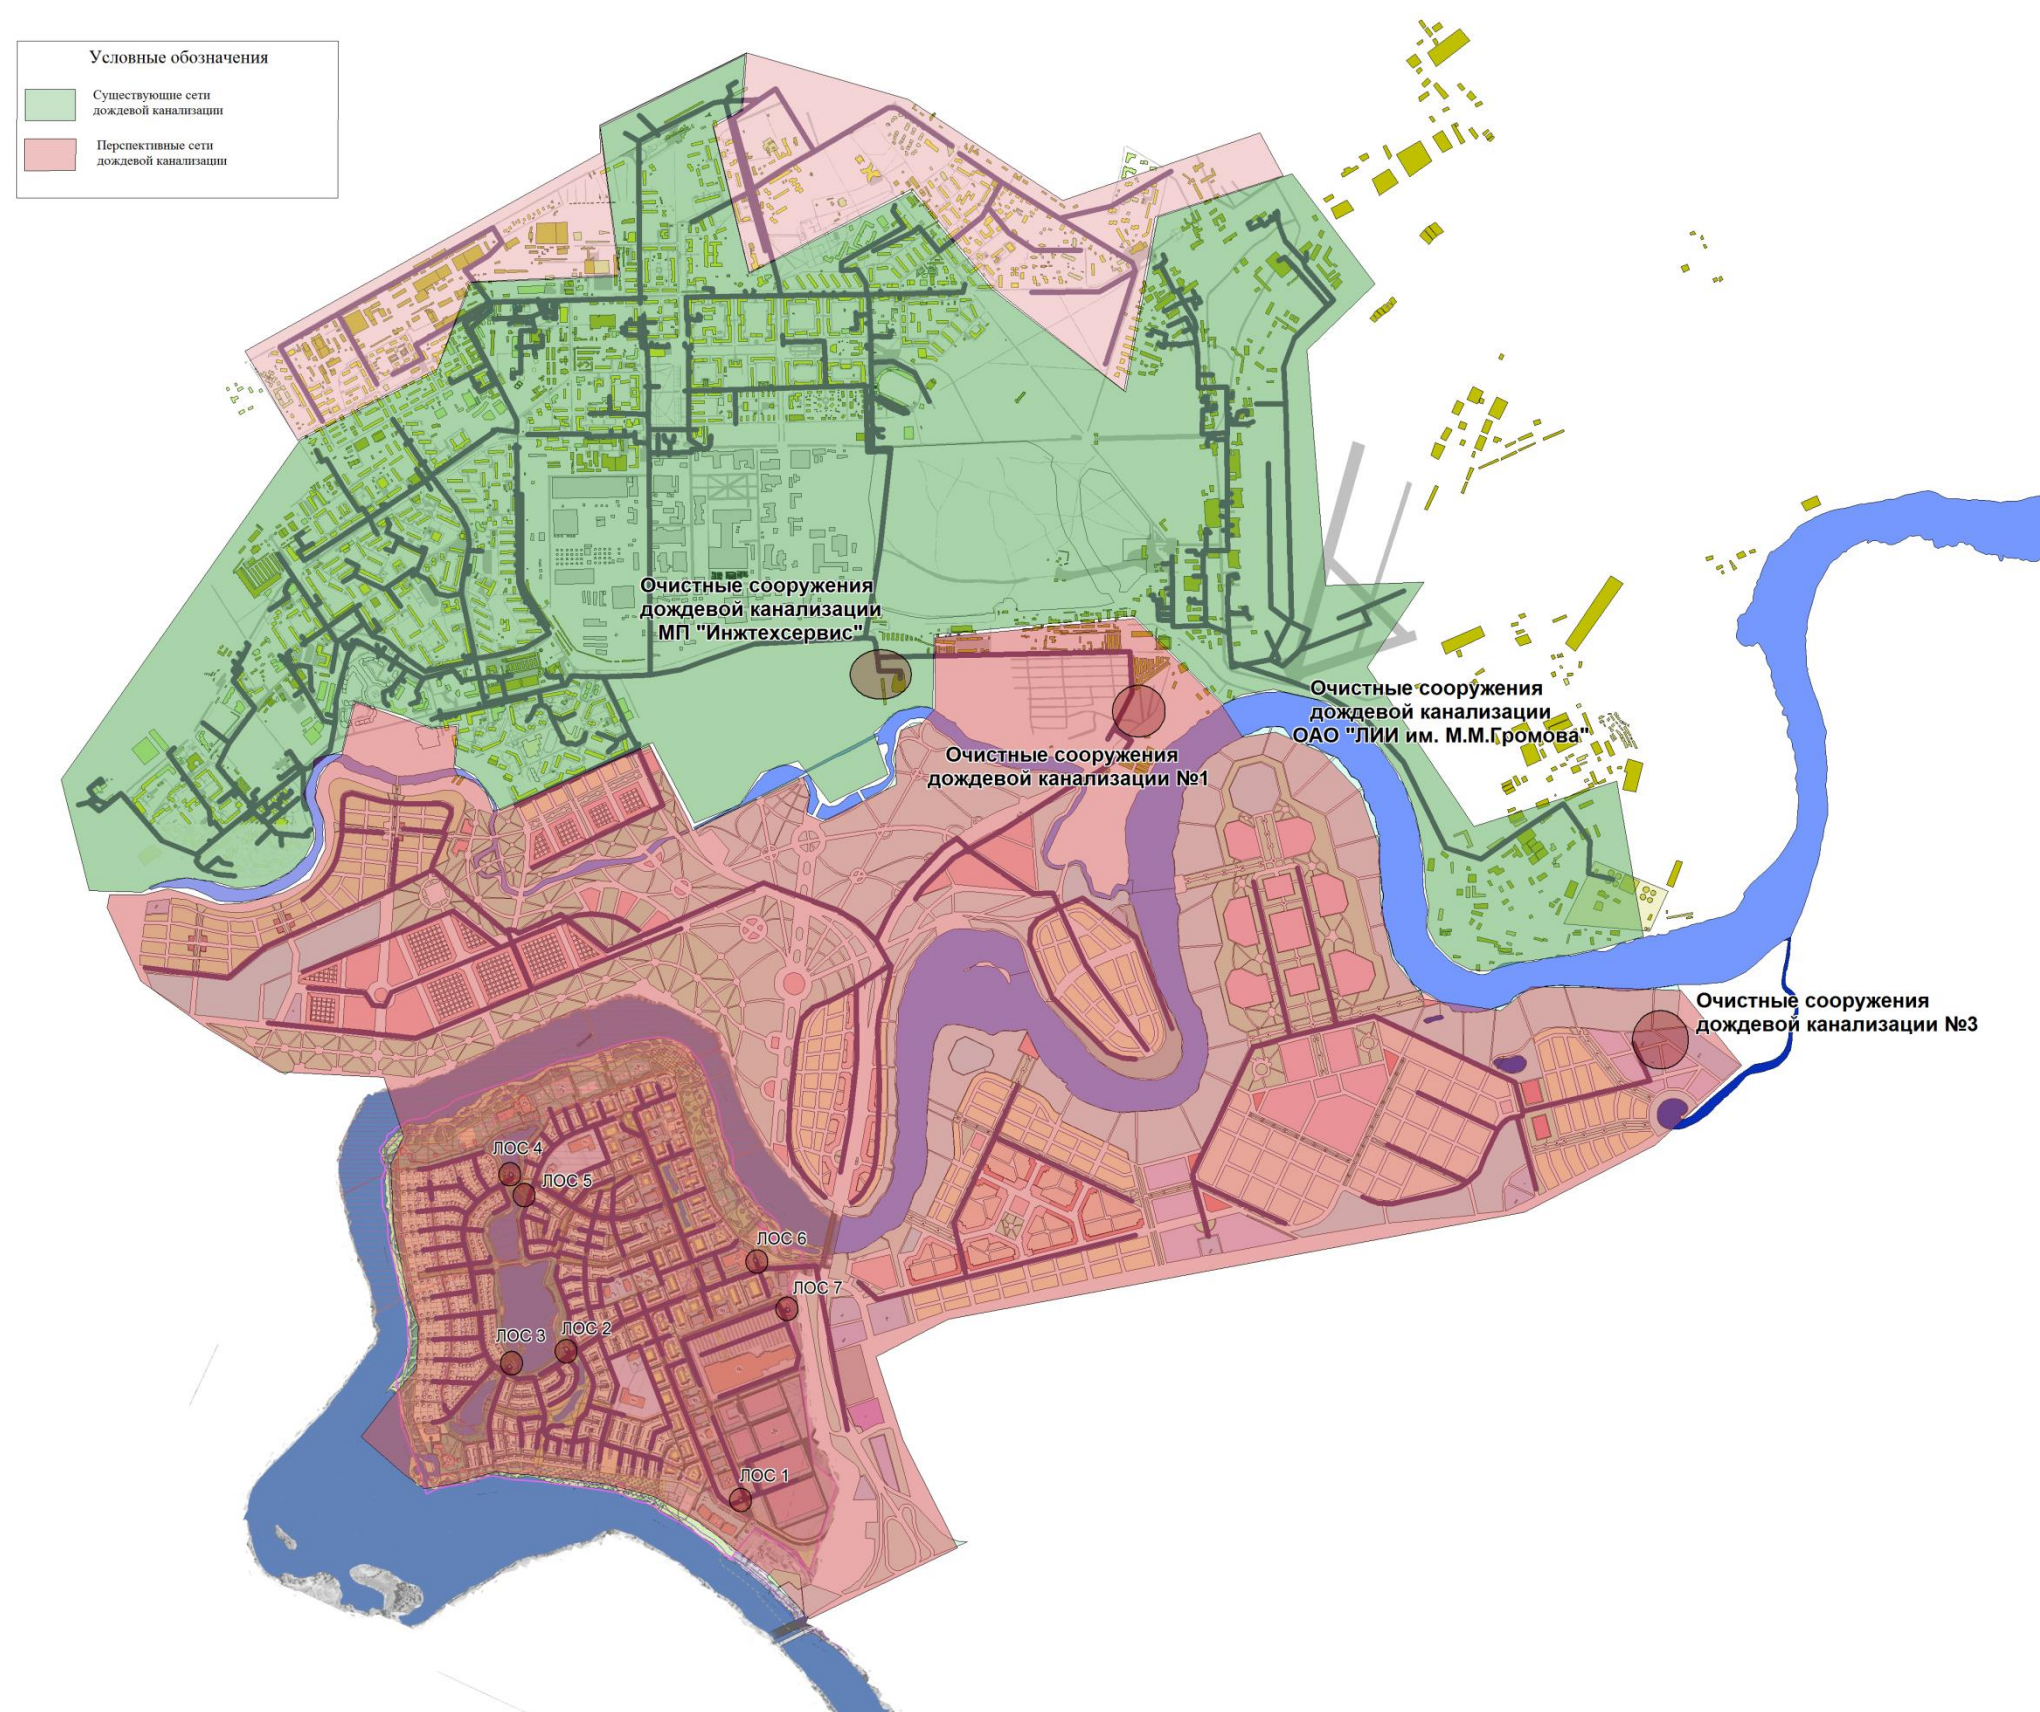 Условные обозначения
Существующие сети
дождевой канализации
Перспективные сети
дождевой канализации
Очистные сооружения
дождевой канализации
МП "Инжтехсервис"
Очистные сооружения
дождевой канализации
ОАО "ЛИИ им. М.М.Громова"
Очистные сооружения
дождевой канализации №1
Очистные сооружения
дождевой канализации №3
ЛОС 4
ЛОС 5
ЛОС 6
ЛОС 7
ЛОС 3
ЛОС 2
ЛОС 1